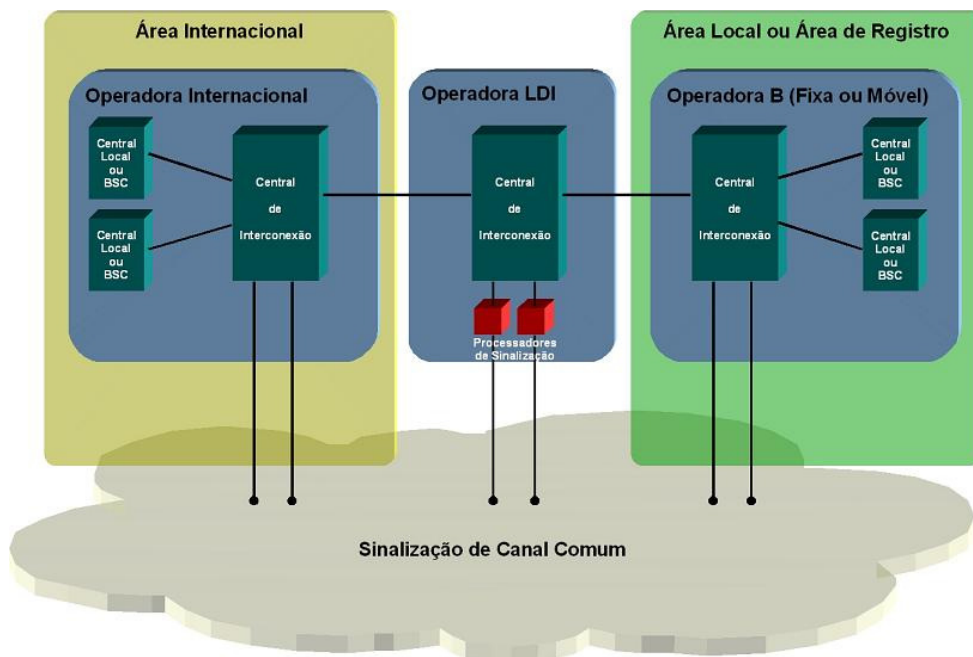 Área Internacional
Área Local ou Área de Registro
Operadora Internacional
Operadora LDI
Operadora B (Fixa ou Móvel)
Central
Local
ou
BSC
Central
Local
ou
BSC
Central
de
Interconexão
Central
de
Interconexão
Central
de
Interconexão
Central
Local
ou
BSC
Central
Local
ou
BSC
Processadores
de Sinalização
Sinalização de Canal Comum